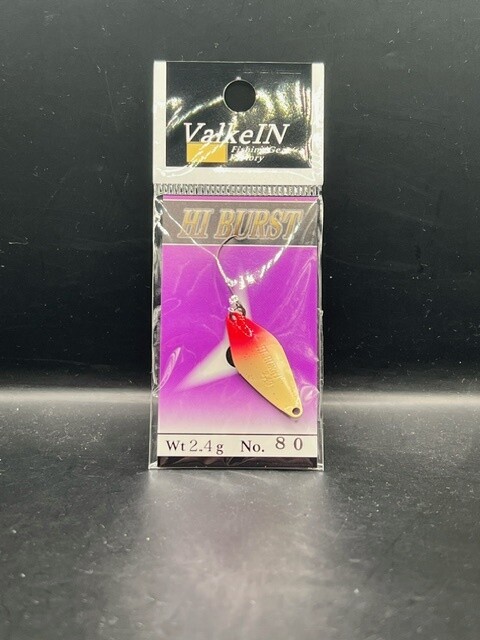 ValkeIN
Fishing Gear
Factory
HI BURST
Wt 2.4g No. 80